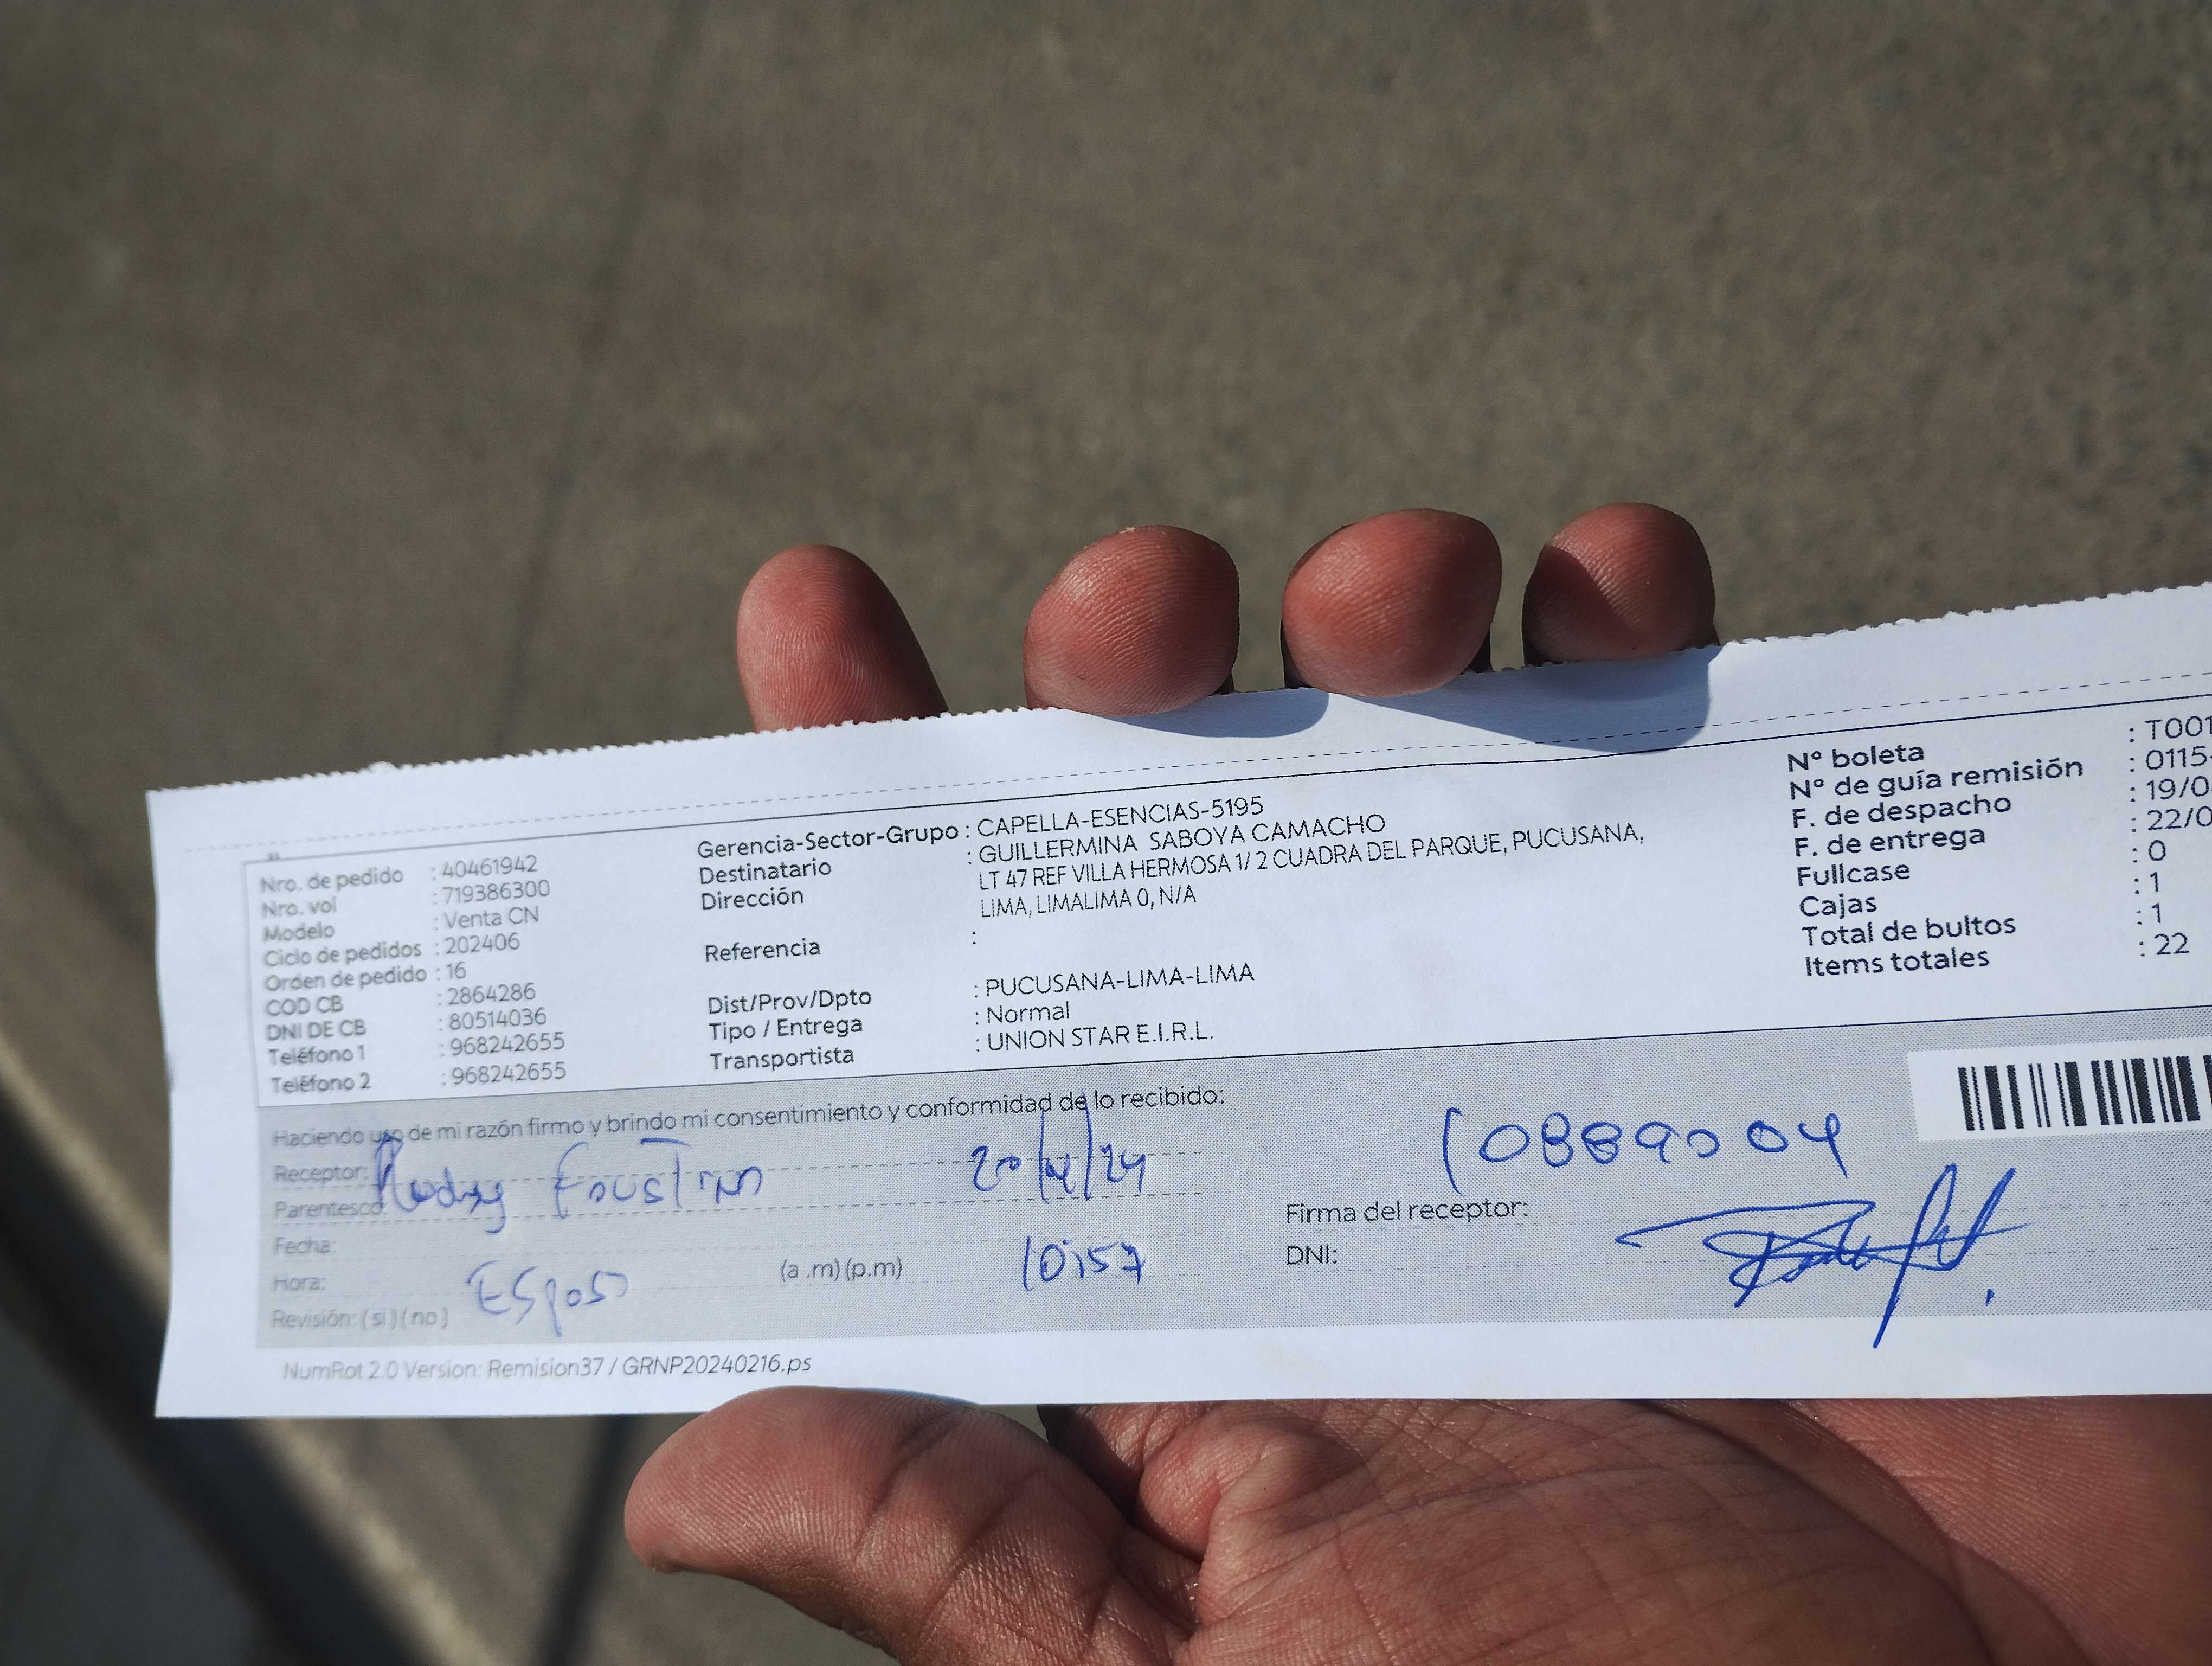 Nro. de pedido : 40461942
Nro. vol : 719386300
Modelo : Venta CN
Ciclo de pedidos : 202406
Orden de pedido : 16
COD CB : 2864286
DNI DE CB : 80514036
Teléfono 1 : 968242655
Teléfono 2 : 968242655
Gerencia-Sector-Grupo : CAPELLA-ESENCIAS-5195
Destinatario : GUILLERMINA SABOYA CAMACHO
Dirección LT 47 REF VILLA HERMOSA 1/ 2 CUADRA DEL PARQUE, PUCUSANA,
LIMA, LIMALIMA 0, N/A
Referencia :
Dist/Prov/Dpto : PUCUSANA-LIMA-LIMA
Tipo / Entrega : Normal
Transportista : UNION STAR E.I.R.L.
Nº boleta : T001
Nº de guía remisión : 0115-
F. de despacho : 19/0
F. de entrega : 22/0
Fullcase : 0
Cajas : 1
Total de bultos : 1
Items totales : 22
Haciendo uso de mi razón firmo y brindo mi consentimiento y conformidad de lo recibido:
Receptor:
Parentesco:
20/4/24
Fecha:
Hora: (a .m) (p.m) 10:57
Revisión: ( si ) ( no ) Esposo
Firma del receptor:
DNI:
NumRot 2.0 Version: Remision37 / GRNP20240216.ps